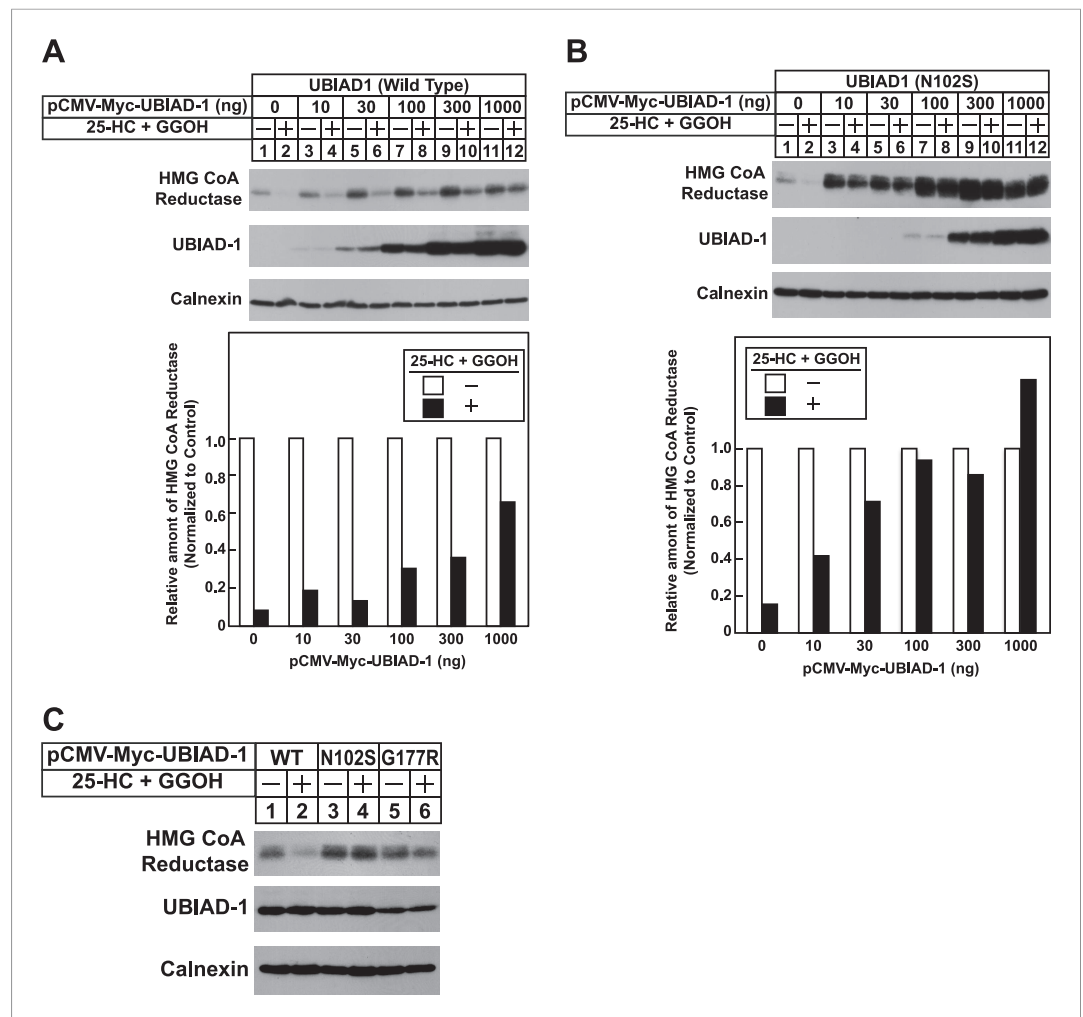 A
UBIAD1 (Wild Type)
pCMV-Myc-UBIAD-1 (ng) 0 10 30 100 300 1000
25-HC + GGOH – + – + – + – + – + – +
1 2 3 4 5 6 7 8 9 10 11 12
HMG CoA
Reductase
UBIAD-1
Calnexin
25-HC + GGOH
–
+
Relative amont of HMG CoA Reductase
(Normalized to Control)
1.0
0.8
0.6
0.4
0.2
0
0 10 30 100 300 1000
pCMV-Myc-UBIAD-1 (ng)
B
UBIAD1 (N102S)
pCMV-Myc-UBIAD-1 (ng) 0 10 30 100 300 1000
25-HC + GGOH – + – + – + – + – + – +
1 2 3 4 5 6 7 8 9 10 11 12
HMG CoA
Reductase
UBIAD-1
Calnexin
25-HC + GGOH
–
+
Relative amont of HMG CoA Reductase
(Normalized to Control)
1.0
0.8
0.6
0.4
0.2
0
0 10 30 100 300 1000
pCMV-Myc-UBIAD-1 (ng)
C
pCMV-Myc-UBIAD-1 WT N102S G177R
25-HC + GGOH – + – + – +
1 2 3 4 5 6
HMG CoA
Reductase
UBIAD-1
Calnexin